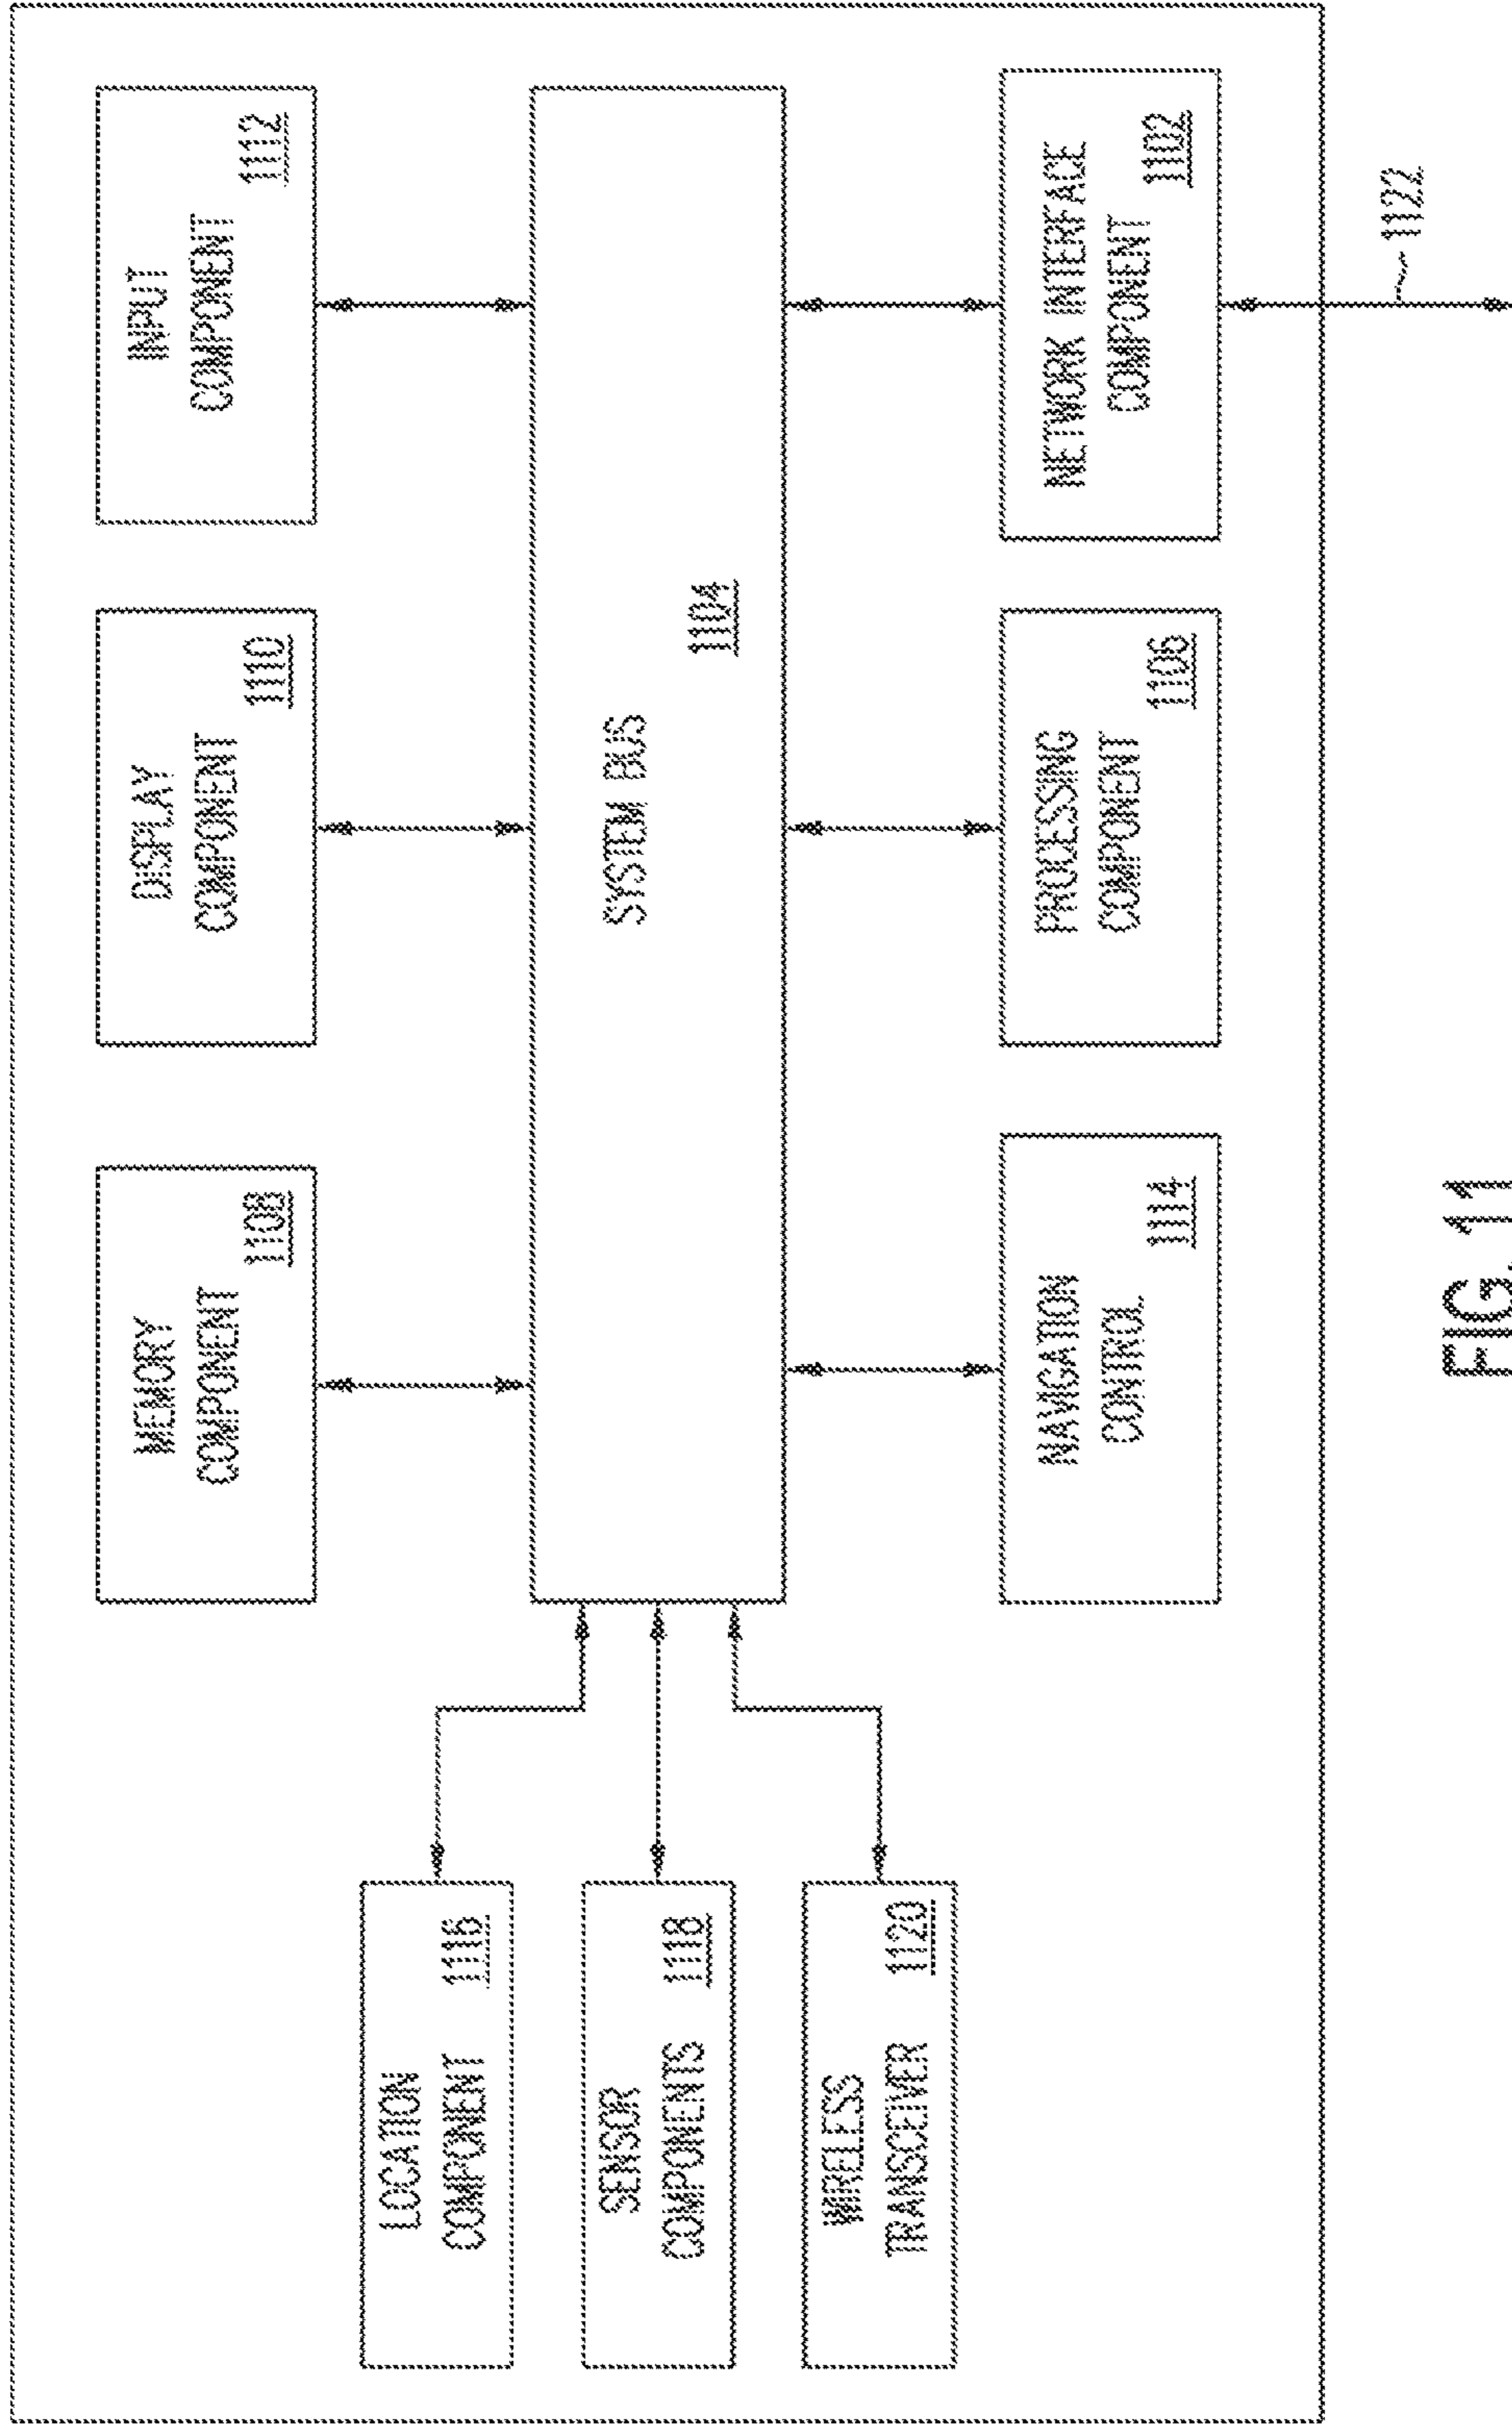 MEMORY
COMPONENT
1108
DISPLAY
COMPONENT
1110
INPUT
COMPONENT
1112
LOCATION
COMPONENT 1116
SENSOR
COMPONENTS 1118
WIRELESS
TRANSCEIVER 1120
SYSTEM BUS
1104
NAVIGATION
CONTROL
1114
PROCESSING
COMPONENT
1106
NETWORK INTERFACE
COMPONENT
1102
1122
FIG. 11